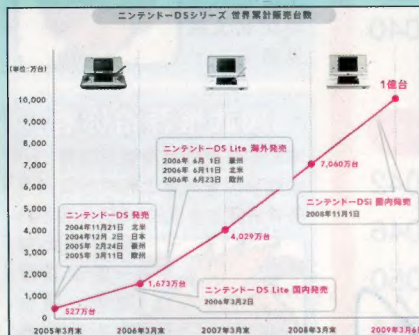 ニンテンドーDSシリーズ 世界累計販売台数
(単位:万台)
10,000
9,000
8,000
7,000
6,000
5,000
4,000
3,000
2,000
1,000
0
1億台
7,060万台
4,029万台
1,673万台
527万台
ニンテンドーDS Lite 海外発売
2006年 6月 1日 豪州
2006年 6月11日 北米
2006年 6月23日 欧州
ニンテンドーDS 発売
2004年11月21日 北米
2004年12月 2日 日本
2005年 2月24日 豪州
2005年 3月11日 欧州
ニンテンドーDSi 国内発売
2008年11月1日
ニンテンドーDS Lite 国内発売
2006年3月2日
2005年3月末
2006年3月末
2007年3月末
2008年3月末
2009年3月6日